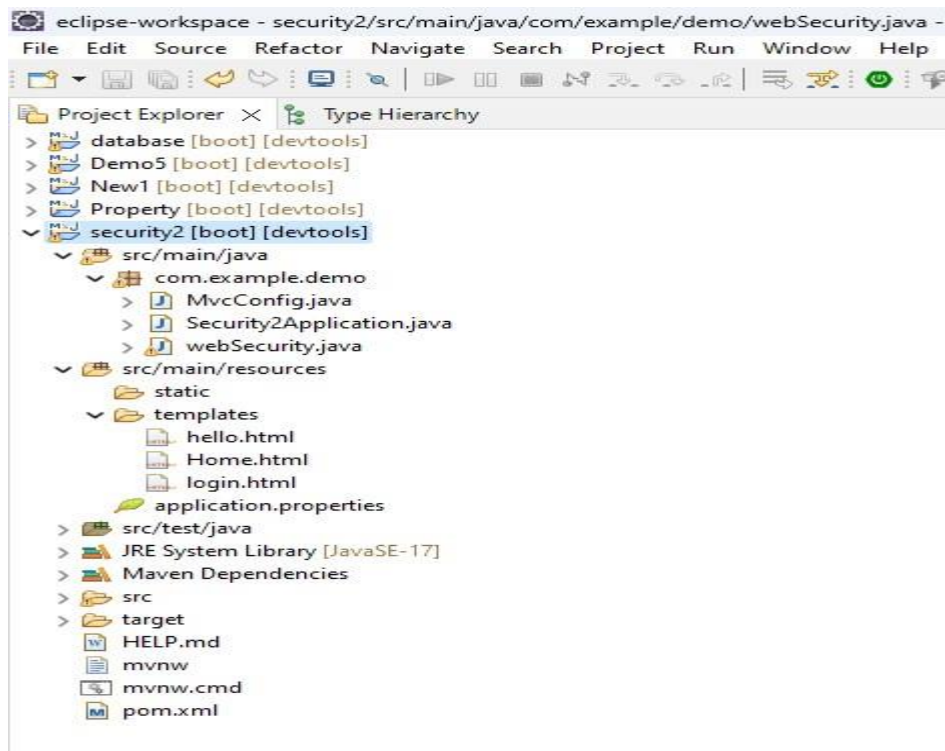 eclipse-workspace - security2/src/main/java/com/example/demo/webSecurity.java -
File Edit Source Refactor Navigate Search Project Run Window Help
Project Explorer Type Hierarchy
database [boot] [devtools]
Demo5 [boot] [devtools]
New1 [boot] [devtools]
Property [boot] [devtools]
security2 [boot] [devtools]
src/main/java
com.example.demo
MvcConfig.java
Security2Application.java
webSecurity.java
src/main/resources
static
templates
hello.html
Home.html
login.html
application.properties
src/test/java
JRE System Library [JavaSE-17]
Maven Dependencies
src
target
HELP.md
mvnw
mvnw.cmd
pom.xml